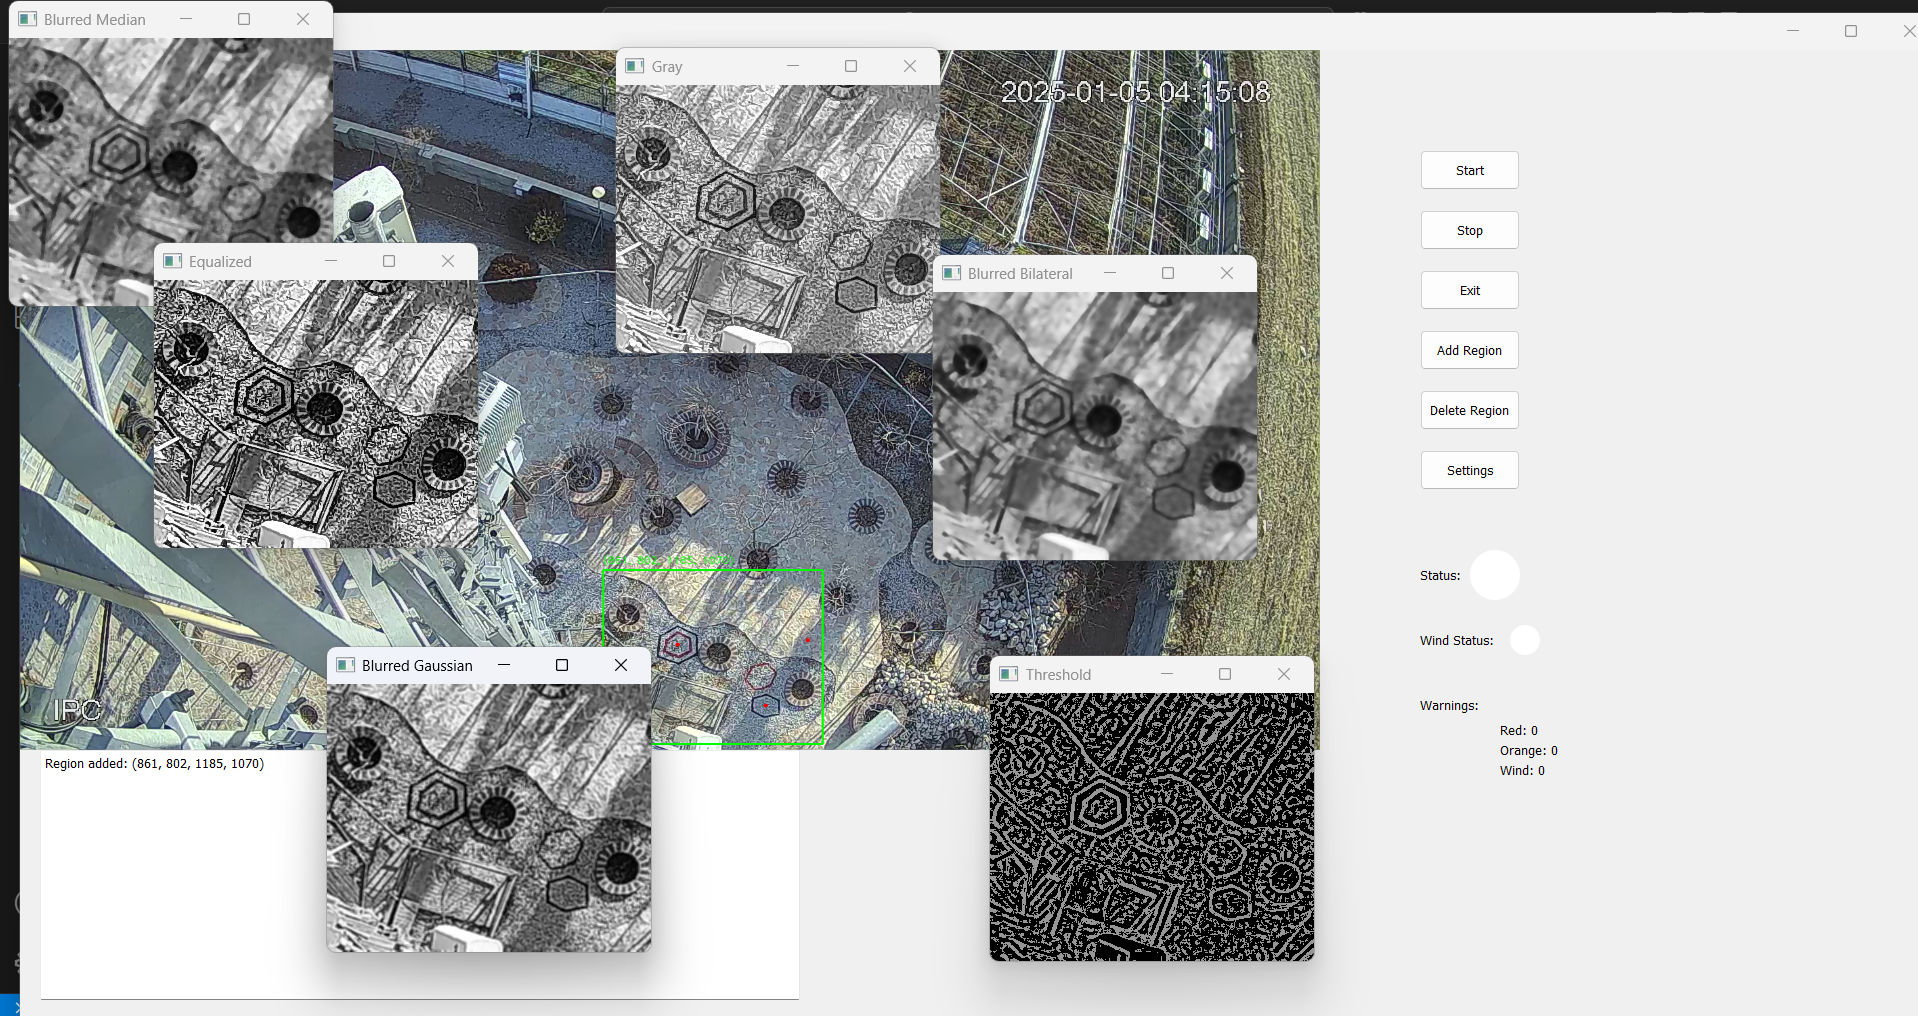 Blurred Median
Gray
2025-01-05 04:15:08
Equalized
Blurred Bilateral
Start
Stop
Exit
Add Region
Delete Region
Settings
Status:
Wind Status:
Blurred Gaussian
Threshold
IPC
Warnings:
Red: 0
Orange: 0
Wind: 0
Region added: (861, 802, 1185, 1070)